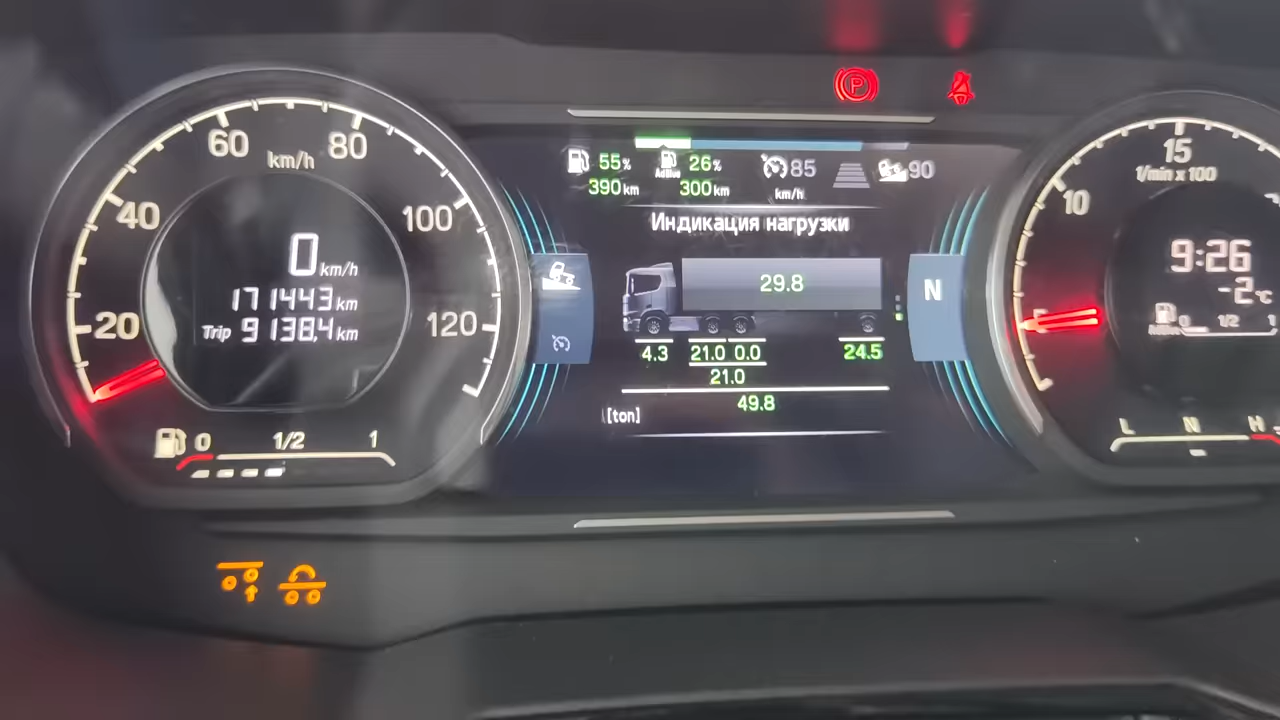 60 80
km/h
40 100
20 120
0 km/h
171443 km
Trip 9138,4 km
0 1/2 1
P
55% AdBlue 26% 85 90
390 km 300 km km/h
Индикация нагрузки
29.8
4.3 21.0 0.0 24.5
21.0
49.8
[ton]
N
15
1/min x 100
10
5
9:26
-2°C
0 1/2 1
L N H